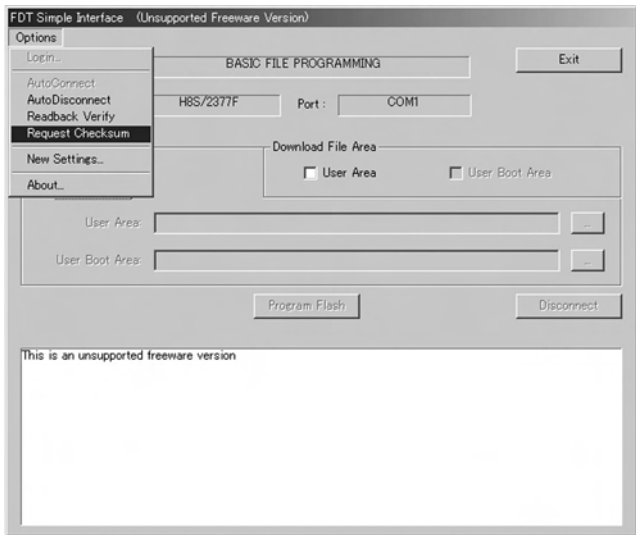 FDT Simple Interface (Unsupported Freeware Version)
Options
Login...
AutoConnect
AutoDisconnect
Readback Verify
Request Checksum
New Settings...
About...
BASIC FILE PROGRAMMING
Exit
H8S/2377F
Port :
COM1
Download File Area
User Area
User Boot Area
User Area:
...
User Boot Area:
...
Program Flash
Disconnect
This is an unsupported freeware version